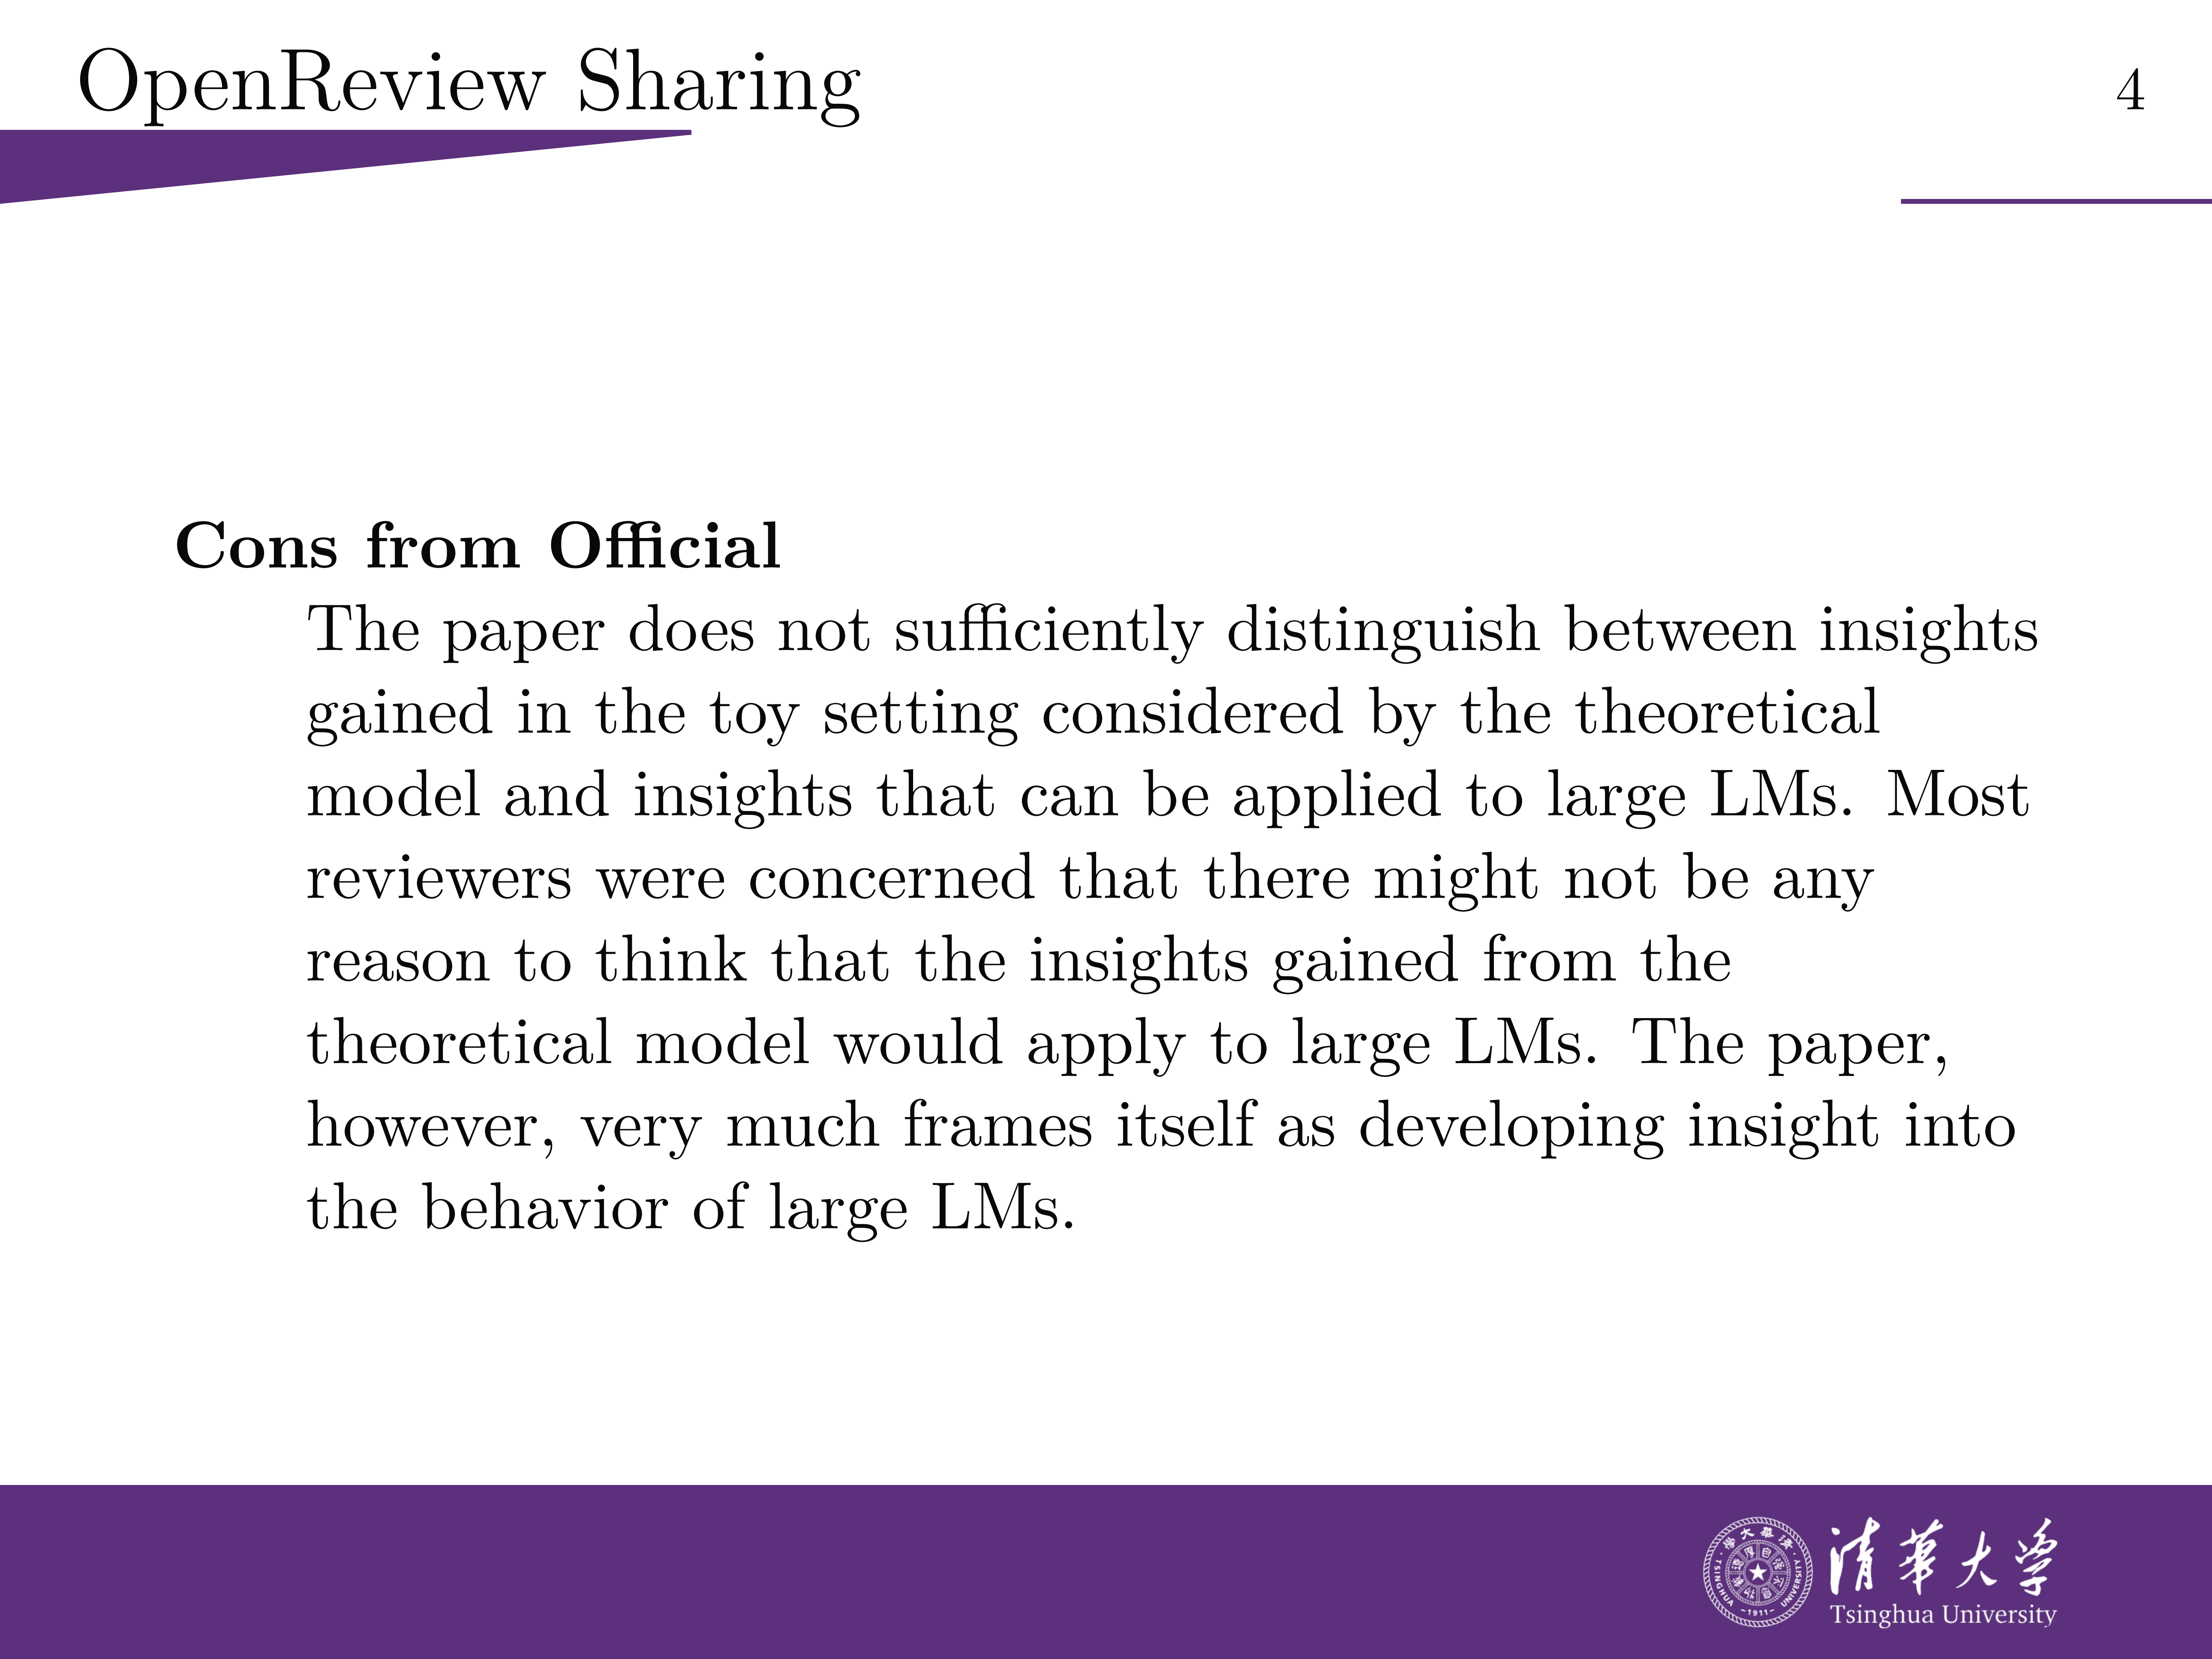 OpenReview Sharing
4
Cons from Official
The paper does not sufficiently distinguish between insights
gained in the toy setting considered by the theoretical
model and insights that can be applied to large LMs. Most
reviewers were concerned that there might not be any
reason to think that the insights gained from the
theoretical model would apply to large LMs. The paper,
however, very much frames itself as developing insight into
the behavior of large LMs.
清華大学
Tsinghua University
TSINGHUA UNIVERSITY
-1911-